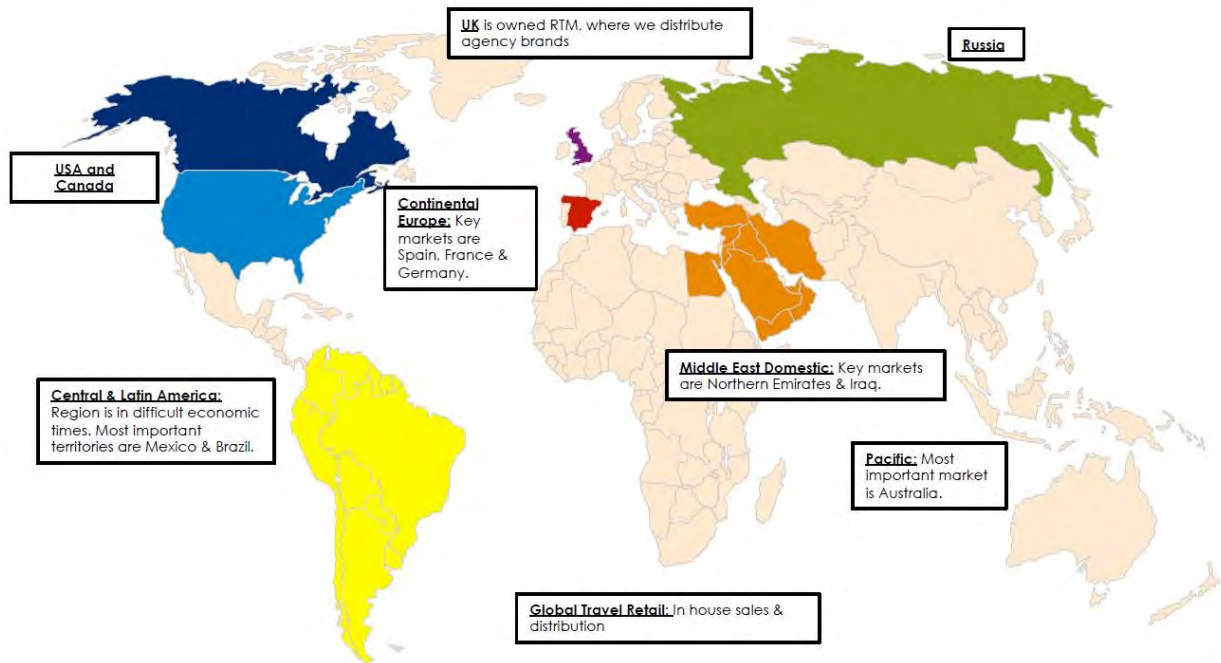 UK is owned RTM, where we distribute
agency brands
Russia
USA and
Canada
Continental
Europe: Key
markets are
Spain, France &
Germany.
Middle East Domestic: Key markets
are Northern Emirates & Iraq.
Central & Latin America:
Region is in difficult economic
times. Most important
territories are Mexico & Brazil.
Pacific: Most
important market
is Australia.
Global Travel Retail: In house sales &
distribution